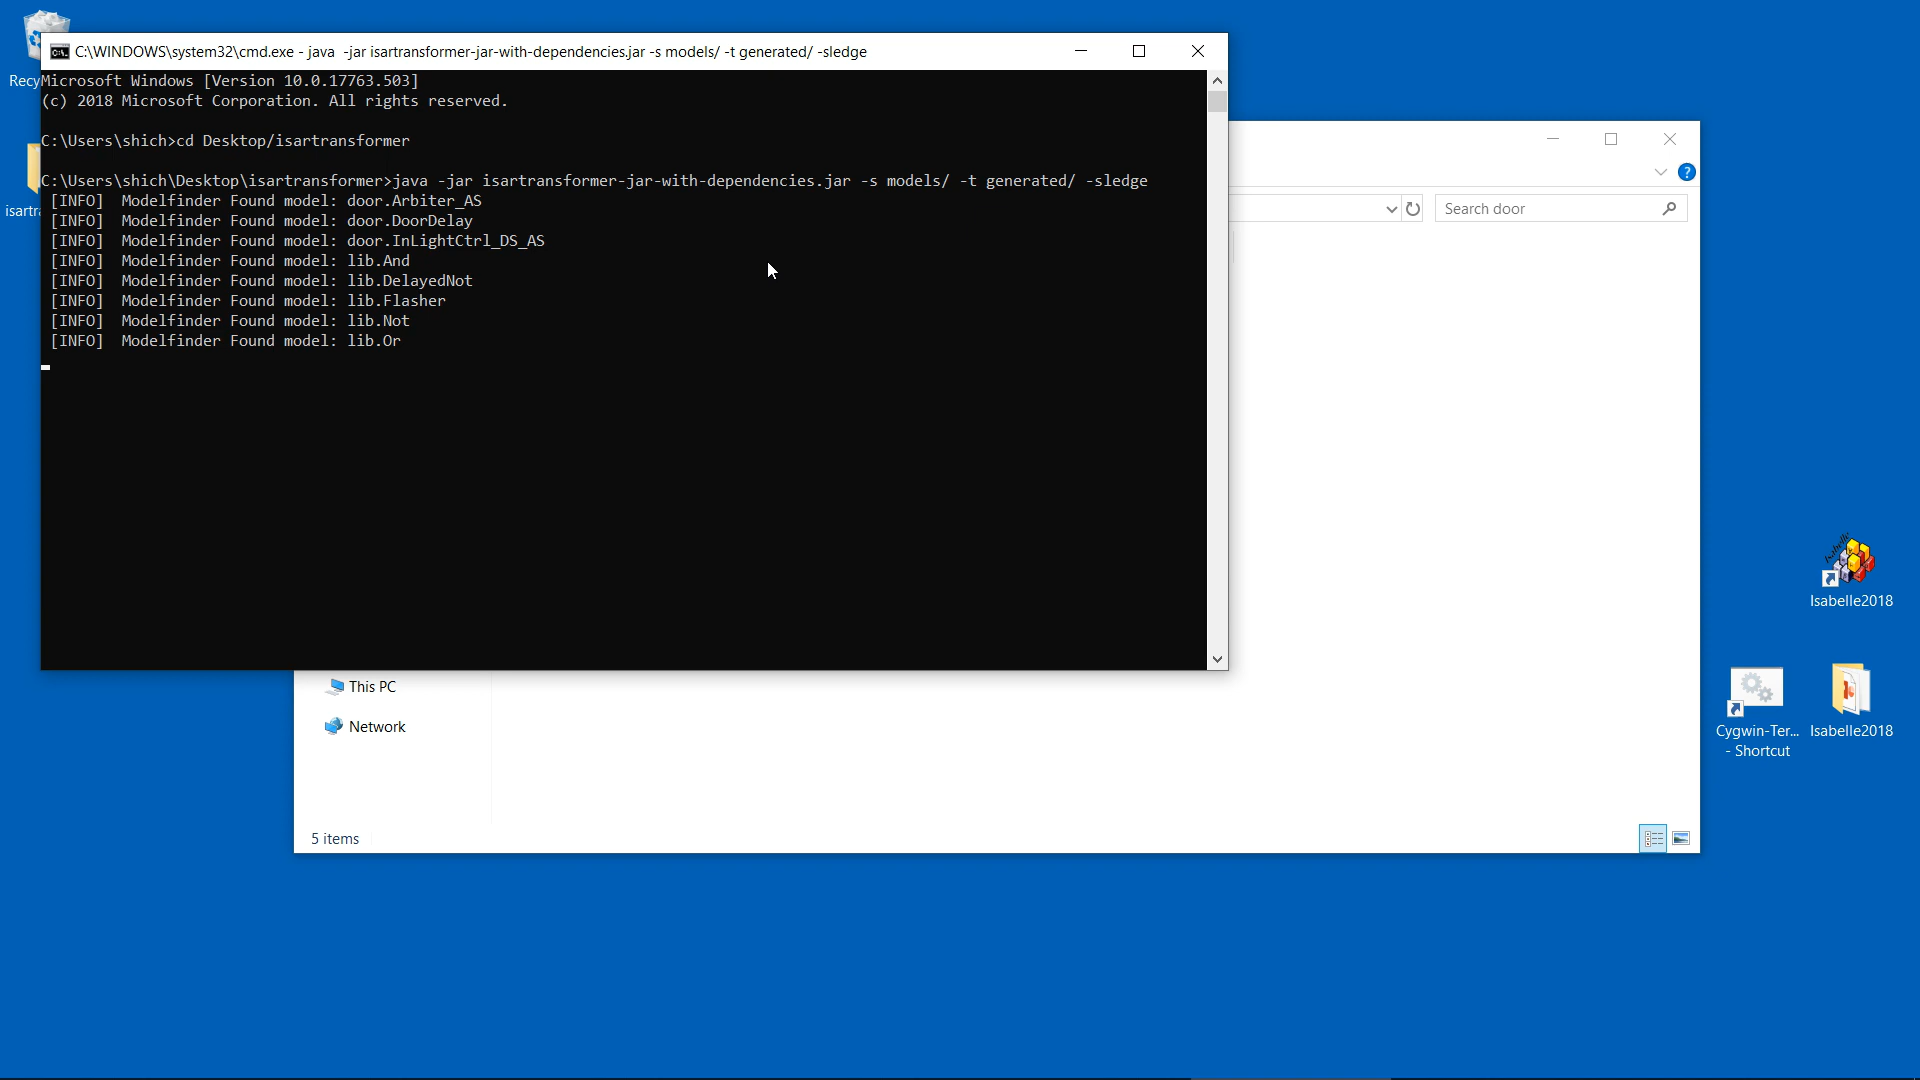 C:\WINDOWS\system32\cmd.exe - java  -jar isartransformer-jar-with-dependencies.jar -s models/ -t generated/ -sledge
Recy
Microsoft Windows [Version 10.0.17763.503]
(c) 2018 Microsoft Corporation. All rights reserved.
C:\Users\shich>cd Desktop/isartransformer
C:\Users\shich\Desktop\isartransformer>java -jar isartransformer-jar-with-dependencies.jar -s models/ -t generated/ -sledge
[INFO]  Modelfinder Found model: door.Arbiter_AS
[INFO]  Modelfinder Found model: door.DoorDelay
[INFO]  Modelfinder Found model: door.InLightCtrl_DS_AS
[INFO]  Modelfinder Found model: lib.And
[INFO]  Modelfinder Found model: lib.DelayedNot
[INFO]  Modelfinder Found model: lib.Flasher
[INFO]  Modelfinder Found model: lib.Not
[INFO]  Modelfinder Found model: lib.Or
isartr
Search door
This PC
Network
5 items
Isabelle2018
Cygwin-Ter...
- Shortcut
Isabelle2018